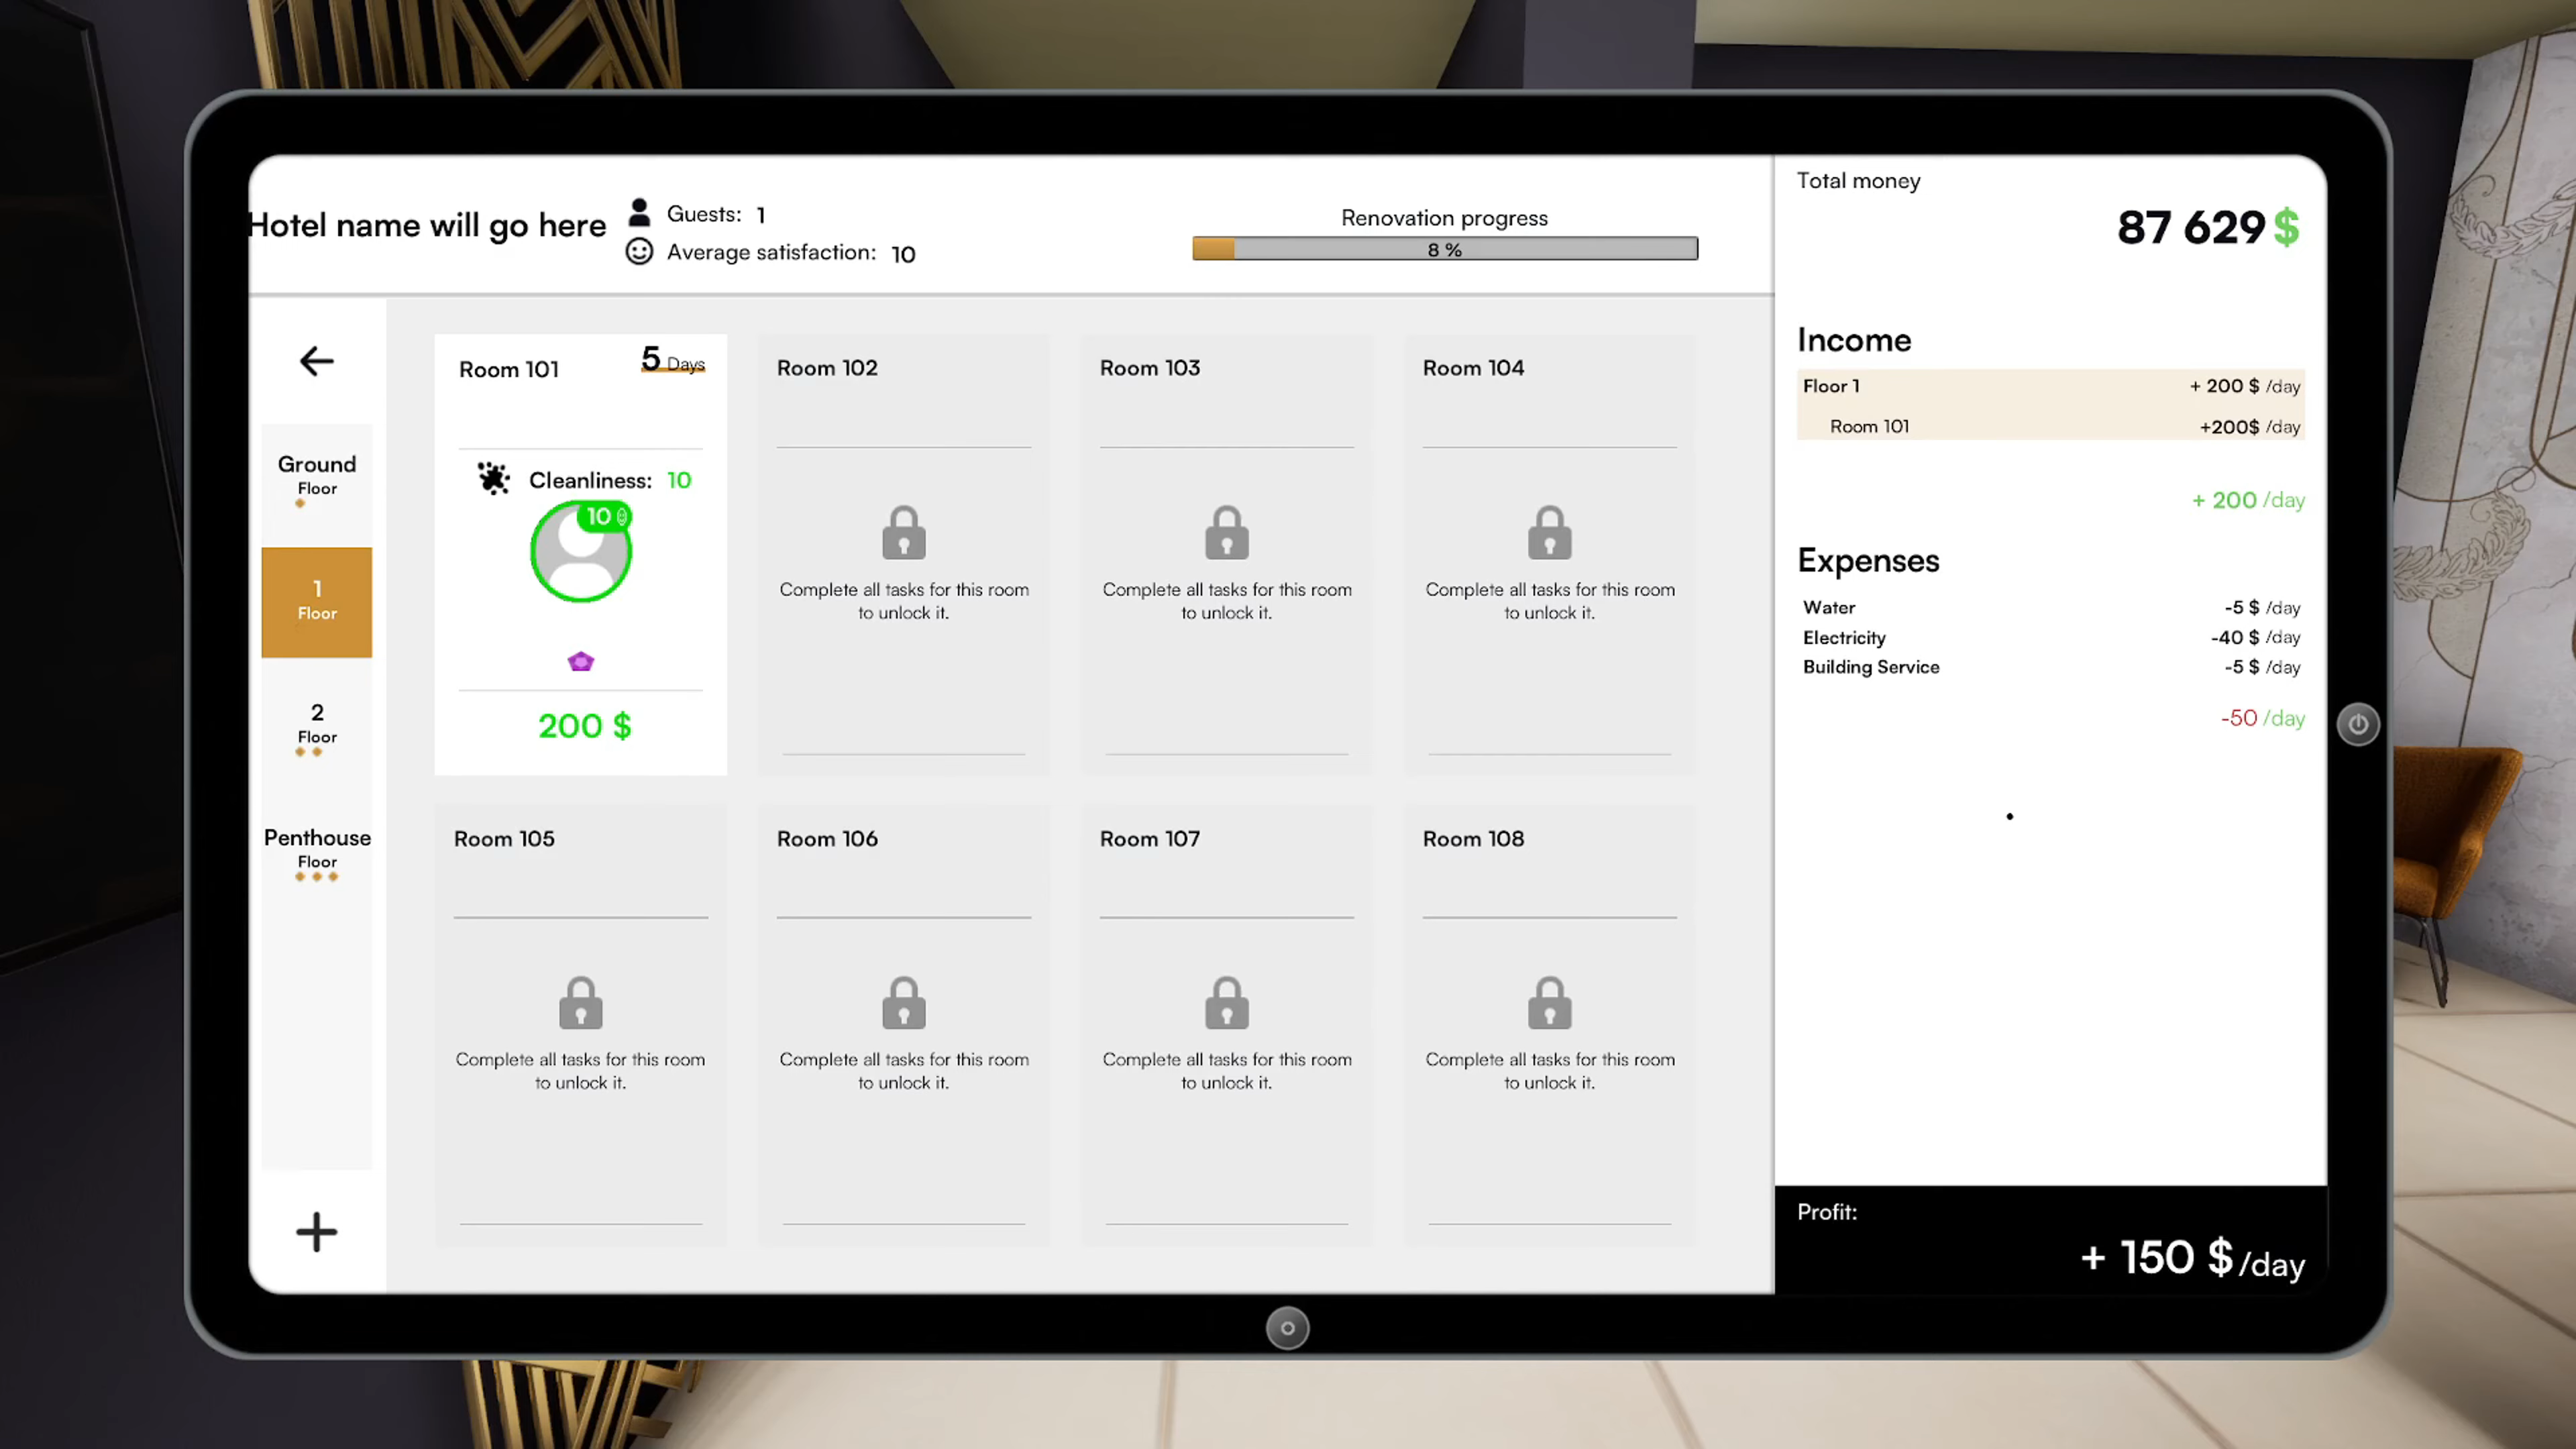 Hotel name will go here
Guests: 1
Average satisfaction: 10
Renovation progress
8 %
Total money
87 629 $
Ground
Floor
1
Floor
2
Floor
Penthouse
Floor
Room 101
5 Days
Cleanliness: 10
10
200 $
Room 102
Complete all tasks for this room
to unlock it.
Room 103
Complete all tasks for this room
to unlock it.
Room 104
Complete all tasks for this room
to unlock it.
Room 105
Complete all tasks for this room
to unlock it.
Room 106
Complete all tasks for this room
to unlock it.
Room 107
Complete all tasks for this room
to unlock it.
Room 108
Complete all tasks for this room
to unlock it.
Income
Floor 1 + 200 $ /day
Room 101 +200$ /day
+ 200 /day
Expenses
Water -5 $ /day
Electricity -40 $ /day
Building Service -5 $ /day
-50 /day
Profit:
+ 150 $/day